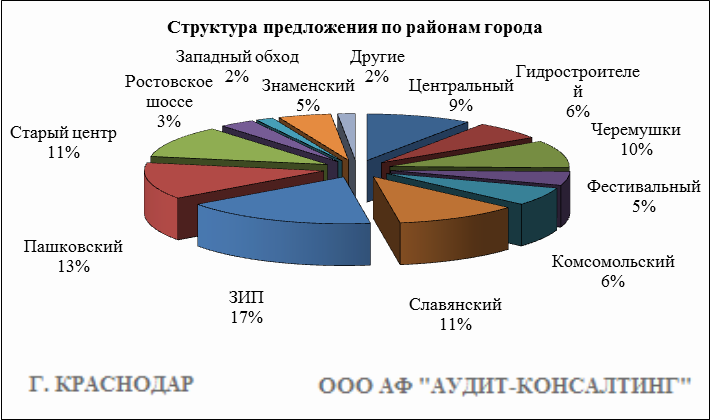 Структура предложения по районам города
Западный обход
2%
Другие
2%
Ростовское
шоссе
3%
Знаменский
5%
Центральный
9%
Гидростроителе
й
6%
Старый центр
11%
Черемушки
10%
Фестивальный
5%
Пашковский
13%
Комсомольский
6%
ЗИП
17%
Славянский
11%
Г. КРАСНОДАР
ООО АФ "АУДИТ-КОНСАЛТИНГ"